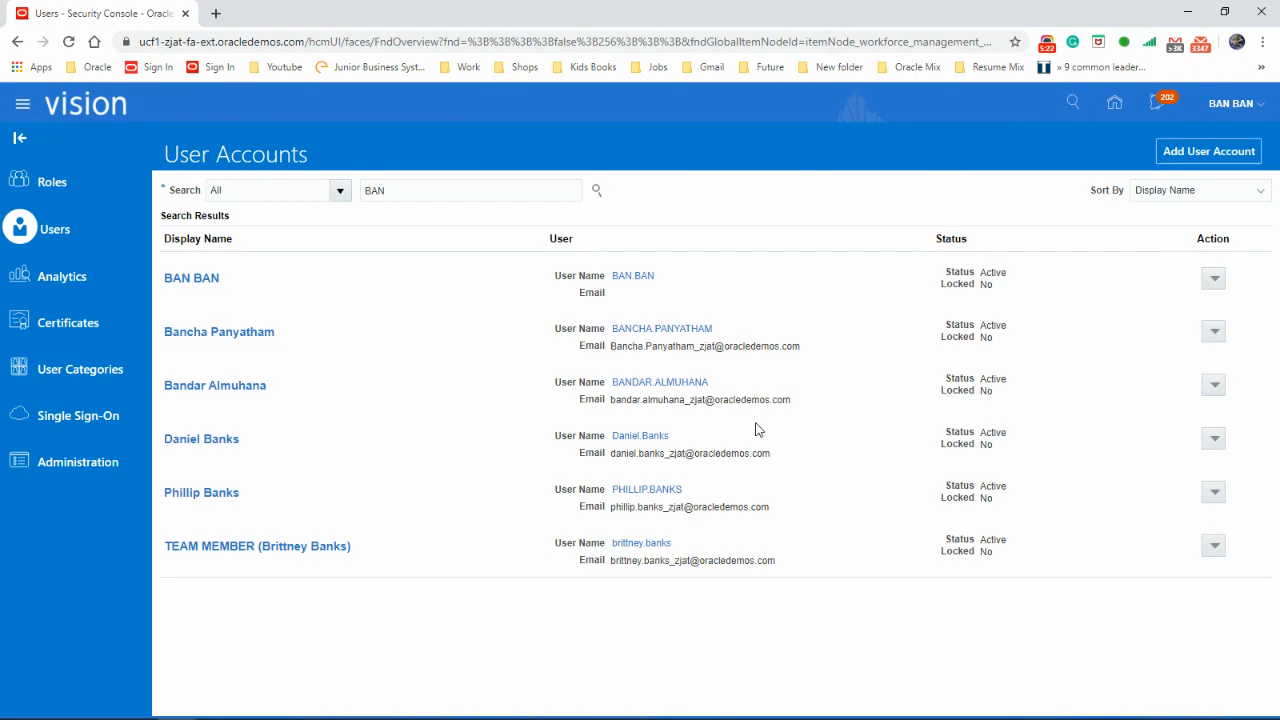 Users - Security Console - Oracle
ucf1-zjat-fa-ext.oracledemos.com/hcmUI/faces/FndOverview?fnd=%3B%3B%3B%3Bfalse%3B256%3B%3B%3B&fndGlobalItemNodeId=itemNode_workforce_management_...
5:22
>3K
3347
Apps Oracle Sign In Sign In Youtube Junior Business Syst... Work Shops Kids Books Jobs Gmail Future New folder Oracle Mix Resume Mix » 9 common leader... »
vision
202
BAN BAN
User Accounts
Add User Account
Roles
Users
Analytics
Certificates
User Categories
Single Sign-On
Administration
* Search All BAN Sort By Display Name
Search Results
Display Name User Status Action
BAN BAN User Name BAN.BAN Status Active
Email Locked No
Bancha Panyatham User Name BANCHA.PANYATHAM Status Active
Email Bancha.Panyatham_zjat@oracledemos.com Locked No
Bandar Almuhana User Name BANDAR.ALMUHANA Status Active
Email bandar.almuhana_zjat@oracledemos.com Locked No
Daniel Banks User Name Daniel.Banks Status Active
Email daniel.banks_zjat@oracledemos.com Locked No
Phillip Banks User Name PHILLIP.BANKS Status Active
Email phillip.banks_zjat@oracledemos.com Locked No
TEAM MEMBER (Brittney Banks) User Name brittney.banks Status Active
Email brittney.banks_zjat@oracledemos.com Locked No